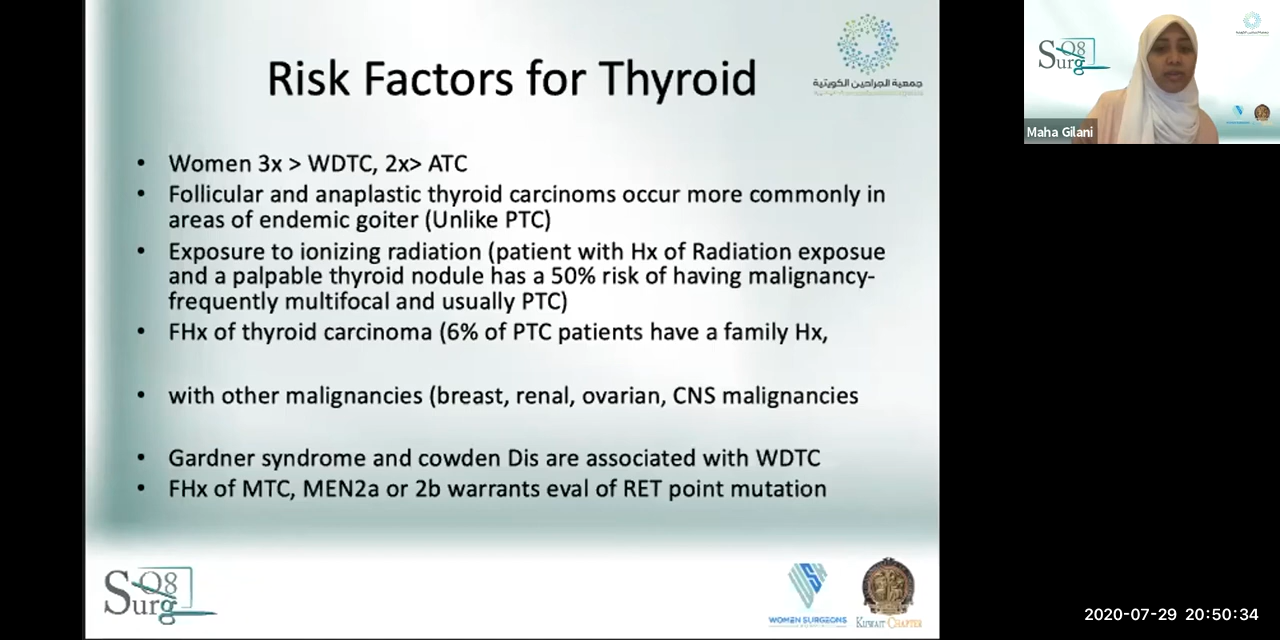 Risk Factors for Thyroid
جمعية الجراحين الكويتية
• Women 3x > WDTC, 2x> ATC
• Follicular and anaplastic thyroid carcinoms occur more commonly in
areas of endemic goiter (Unlike PTC)
• Exposure to ionizing radiation (patient with Hx of Radiation exposue
and a palpable thyroid nodule has a 50% risk of having malignancy-
frequently multifocal and usually PTC)
• FHx of thyroid carcinoma (6% of PTC patients have a family Hx,
• with other malignancies (breast, renal, ovarian, CNS malignancies
• Gardner syndrome and cowden Dis are associated with WDTC
• FHx of MTC, MEN2a or 2b warrants eval of RET point mutation
SurgQ8
WOMEN SURGEONS
KUWAIT CHAPTER
SurgQ8
Maha Gilani
2020-07-29 20:50:34